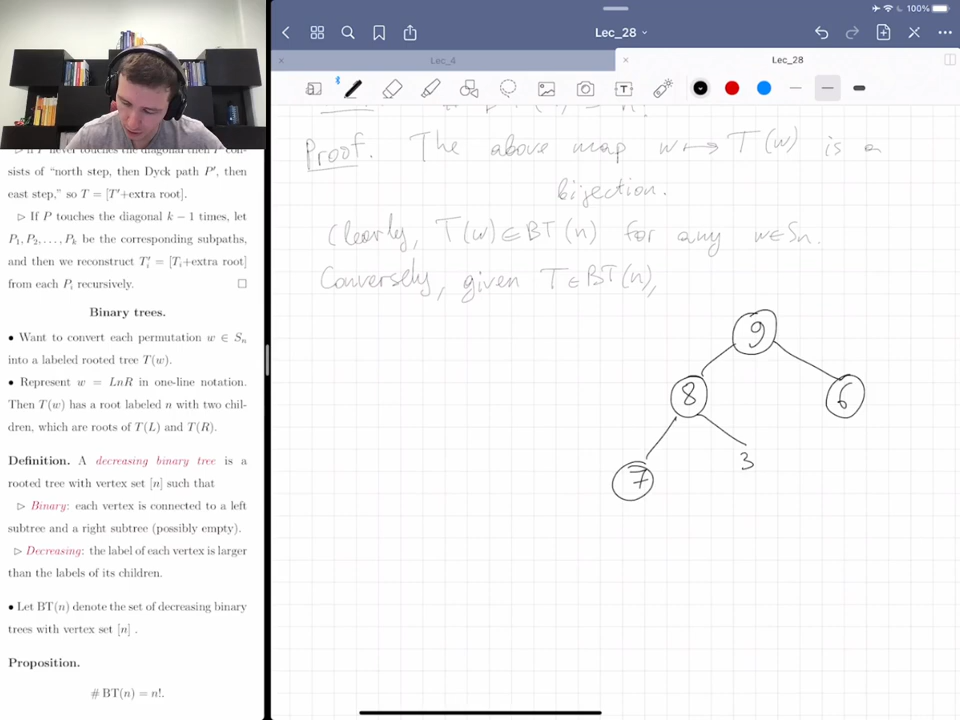 100%
Lec_28
Lec_4
Lec_28
T
Proof. The above map w ↦ T(w) is a
bijection.
Clearly, T(w) ∈ BT(n) for any w ∈ Sn.
Conversely, given T ∈ BT(n),
9
8
6
7
3
sists of “north step, then Dyck path P′, then
east step,” so T = [T′+extra root].
▷ If P touches the diagonal k − 1 times, let
P₁, P₂, . . . , Pₖ be the corresponding subpaths,
and then we reconstruct T′ᵢ = [Tᵢ+extra root]
from each Pᵢ recursively. □
Binary trees.
• Want to convert each permutation w ∈ Sₙ
into a labeled rooted tree T(w).
• Represent w = LnR in one-line notation.
Then T(w) has a root labeled n with two chil-
dren, which are roots of T(L) and T(R).
Definition. A decreasing binary tree is a
rooted tree with vertex set [n] such that
▷ Binary: each vertex is connected to a left
subtree and a right subtree (possibly empty).
▷ Decreasing: the label of each vertex is larger
than the labels of its children.
• Let BT(n) denote the set of decreasing binary
trees with vertex set [n] .
Proposition.
# BT(n) = n!.